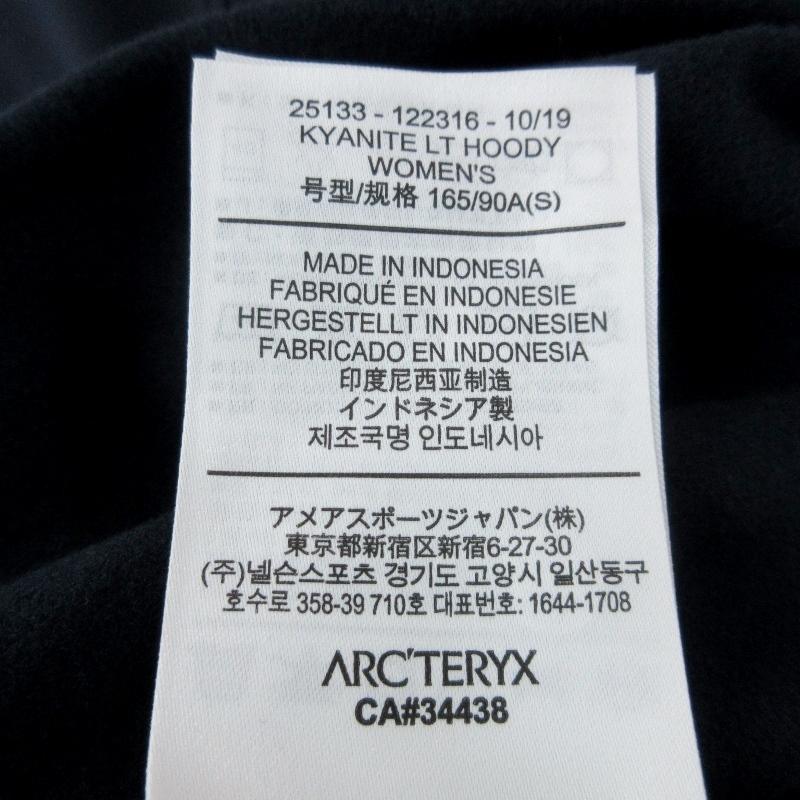 25133 - 122316 - 10/19
KYANITE LT HOODY
WOMEN'S
号型/规格 165/90A(S)
MADE IN INDONESIA
FABRIQUÉ EN INDONESIE
HERGESTELLT IN INDONESIEN
FABRICADO EN INDONESIA
印度尼西亚制造
インドネシア製
제조국명 인도네시아
アメアスポーツジャパン(株)
東京都新宿区新宿6-27-30
(주)넬슨스포츠 경기도 고양시 일산동구
호수로 358-39 710호 대표번호: 1644-1708
ARC'TERYX
CA#34438